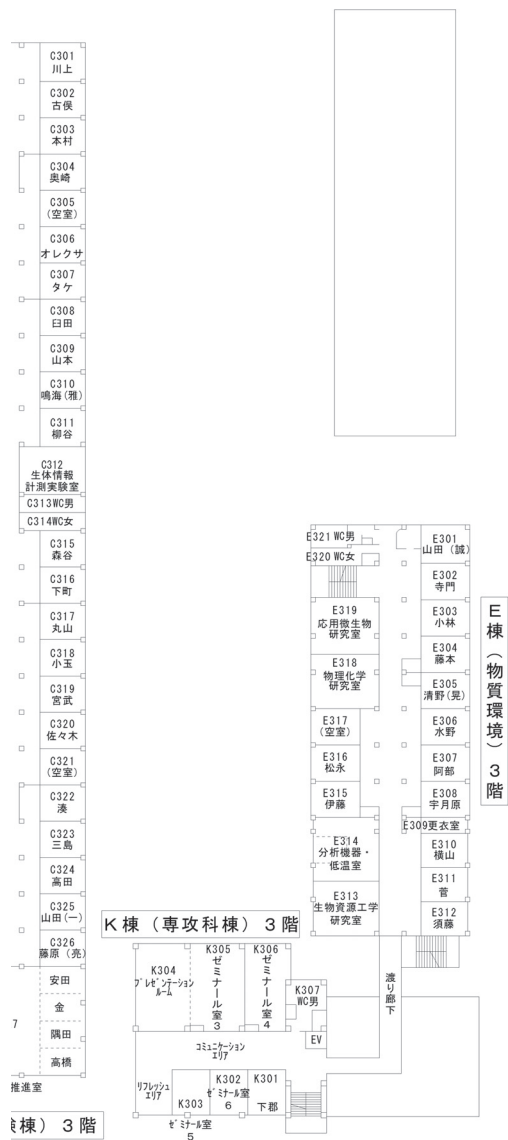 C301
川上
C302
古俣
C303
本村
C304
奥崎
C305
(空室)
C306
オレクサ
C307
タケ
C308
臼田
C309
山本
C310
鳴海(雅)
C311
柳谷
C312
生体情報
計測実験室
C313WC男
C314WC女
C315
森谷
C316
下町
C317
丸山
C318
小玉
C319
宮武
C320
佐々木
C321
(空室)
C322
湊
C323
三島
C324
高田
C325
山田(一)
C326
藤原(亮)
安田
金
隅田
高橋
7
推進室
棟)3階
E321 WC男
E320 WC女
E319
応用微生物
研究室
E318
物理化学
研究室
E317
(空室)
E316
松永
E315
伊藤
E314
分析機器・
低温室
E313
生物資源工学
研究室
E301
山田(誠)
E302
寺門
E303
小林
E304
藤本
E305
清野(晃)
E306
水野
E307
阿部
E308
宇月原
E309更衣室
E310
横山
E311
菅
E312
須藤
E棟(物質環境)3階
渡り廊下
K棟(専攻科棟)3階
K304
プレゼンテーション
ルーム
K305
ゼミナール室3
K306
ゼミナール室4
K307
WC男
EV
コミュニケーション
エリア
リフレッシュ
エリア
K303
ゼミナール室
5
K302
ゼミナール室
6
K301
下郡